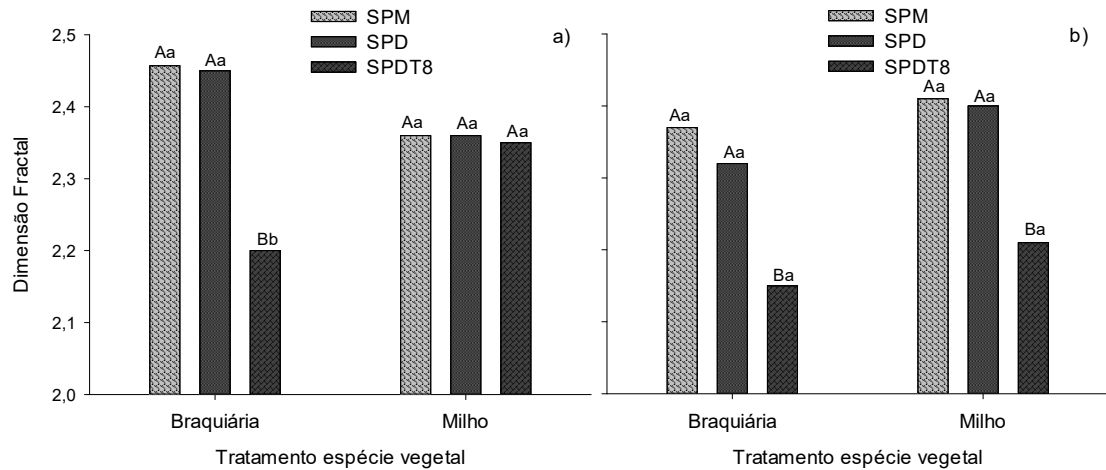 SPM
SPD
SPDT8
a)
Dimensão Fractal
2,5
2,4
2,3
2,2
2,1
2,0
Aa
Aa
Bb
Aa
Aa
Aa
Braquiária
Milho
Tratamento espécie vegetal
SPM
SPD
SPDT8
b)
Aa
Aa
Ba
Aa
Aa
Ba
Braquiária
Milho
Tratamento espécie vegetal